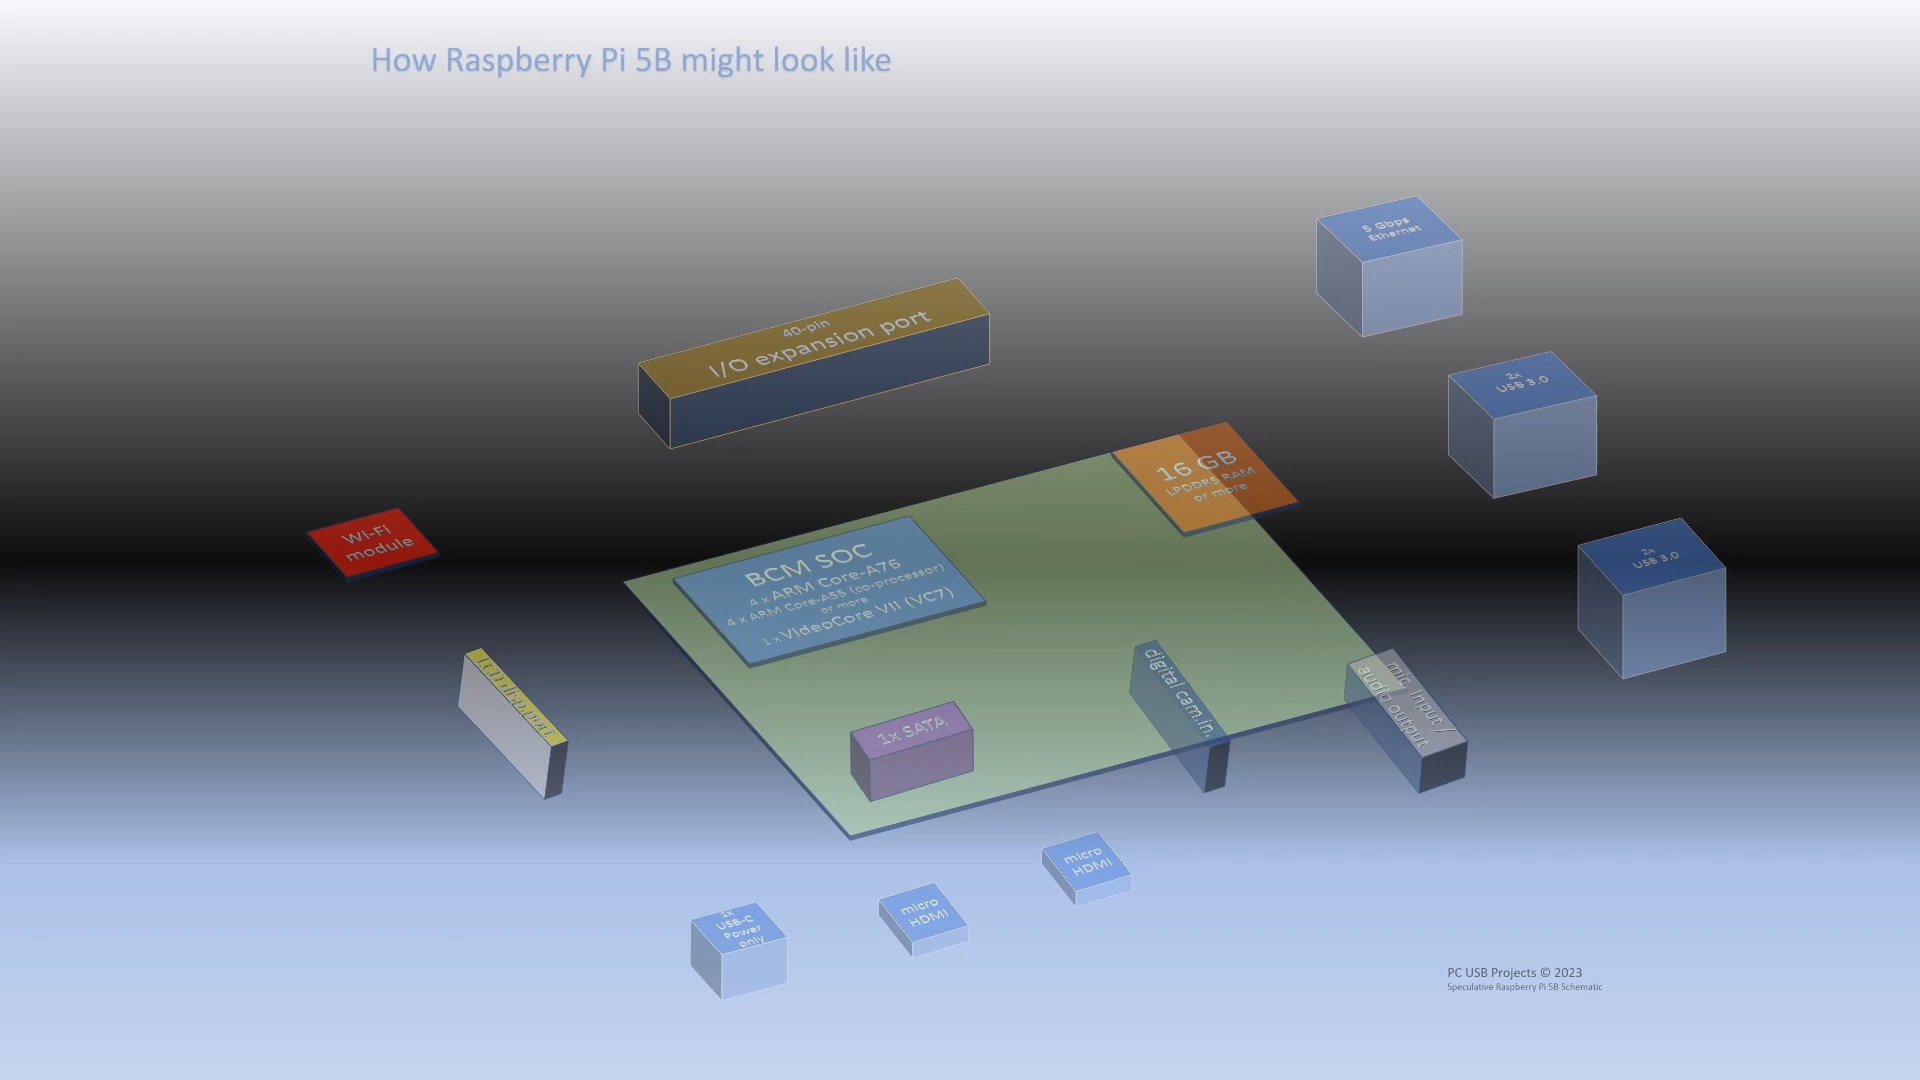 How Raspberry Pi 5B might look like
5 Gbps
Ethernet
40-pin
I/O expansion port
2x
USB 3.0
16 GB
LPDDR5 RAM
or more
Wi-Fi
module
BCM SOC
4 x ARM Core-A76
4 x ARM Core-A55 (co-processor)
or more
1 x VideoCore VII (VC7)
2x
USB 3.0
LCD disp.port
digital cam.in.
mic input /
audio output
1x SATA
micro
HDMI
micro
HDMI
1x
USB-C
Power
only
PC USB Projects © 2023
Speculative Raspberry Pi 5B Schematic